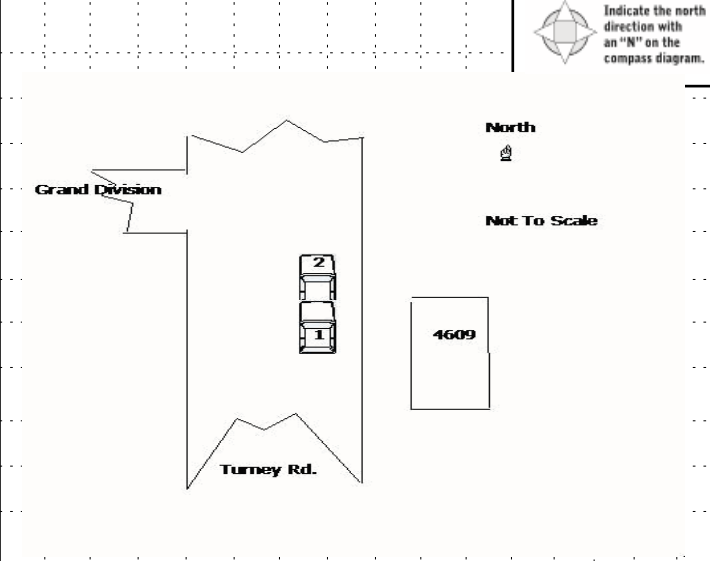 Indicate the north
direction with
an "N" on the
compass diagram.
North
Grand Division
Not To Scale
2
1
4609
Turney Rd.